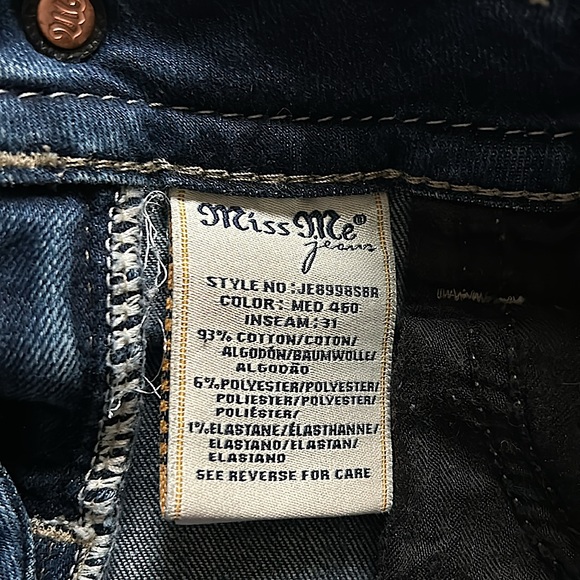 Miss Me®
jeans
STYLE NO:JE8998SBR
COLOR: MED 460
INSEAM:31
93% COTTON/COTON/
ALGODÓN/BAUMWOLLE/
ALGODÃO
6%POLYESTER/POLYESTER/
POLIESTER/POLYESTER/
POLIÉSTER/
1%ELASTANE/ÉLASTHANNE/
ELASTANO/ELASTAN/
ELASTANO
SEE REVERSE FOR CARE